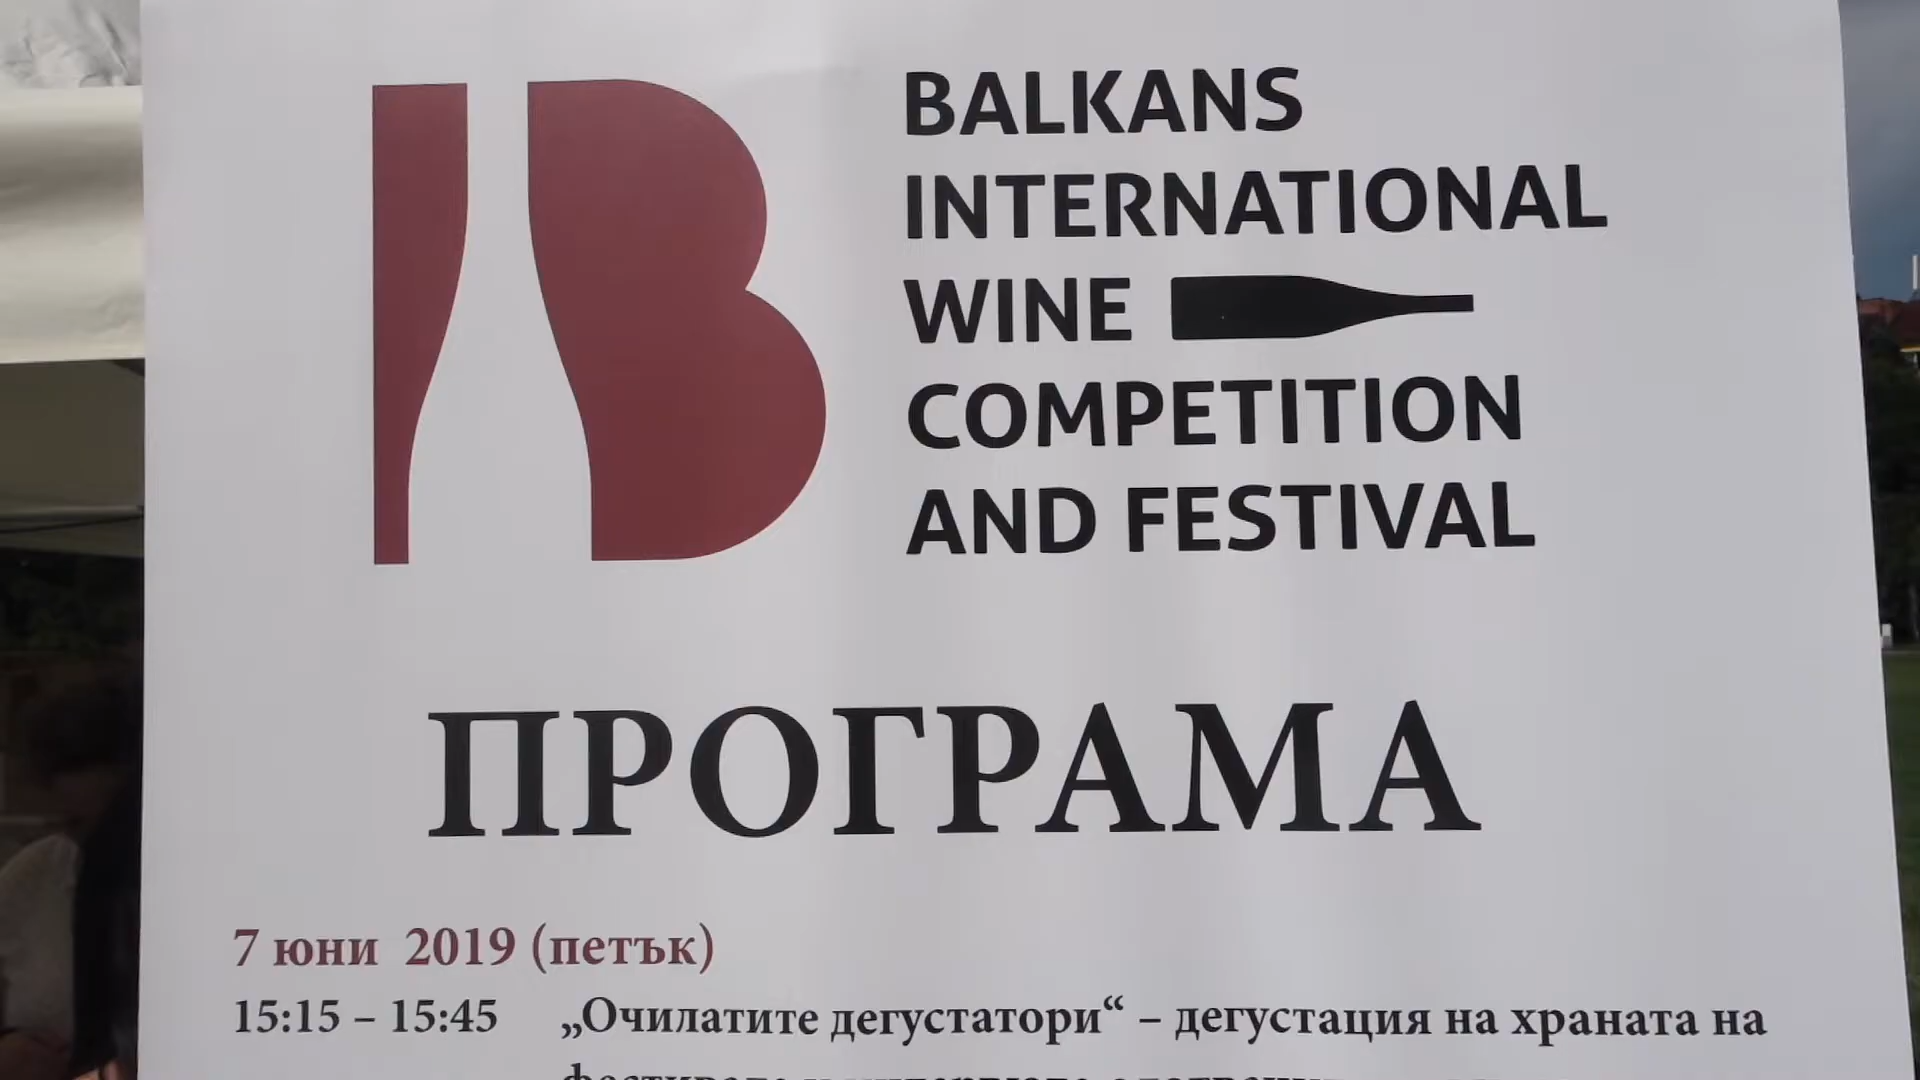 BALKANS
INTERNATIONAL
WINE
COMPETITION
AND FESTIVAL
ПРОГРАМА
7 юни 2019 (петък)
15:15 – 15:45 „Очилатите дегустатори“ – дегустация на храната на